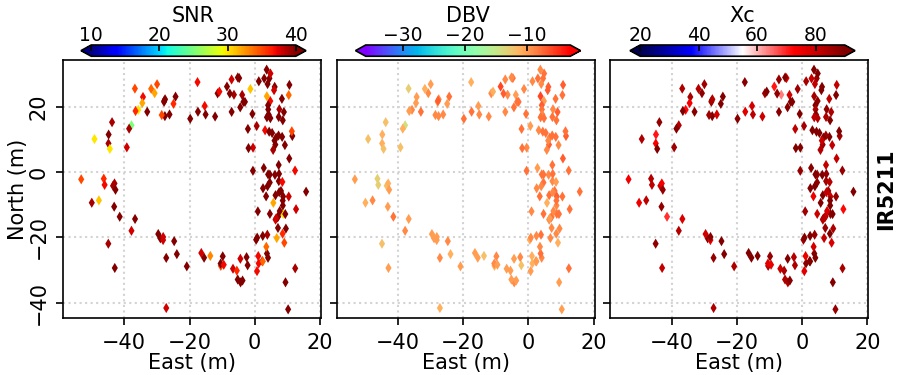 SNR DBV Xc
10 20 30 40 −30 −20 −10 20 40 60 80
North (m)
20
0
−20
−40
IR5211
−40 −20 0 20 −40 −20 0 20 −40 −20 0 20
East (m) East (m) East (m)